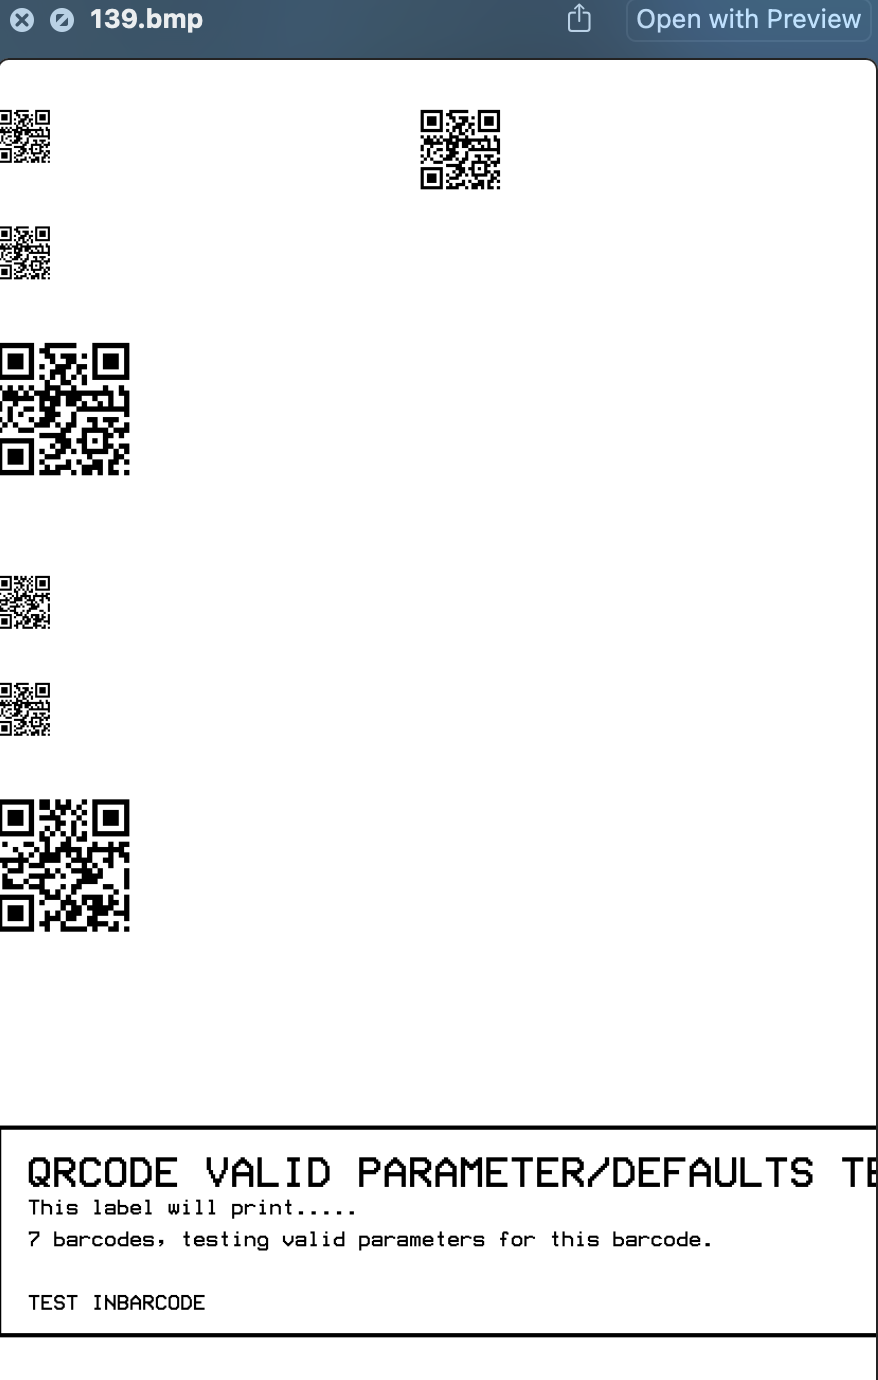 139.bmp
Open with Preview
QRCODE VALID PARAMETER/DEFAULTS TE
This label will print.....
7 barcodes, testing valid parameters for this barcode.
TEST INBARCODE